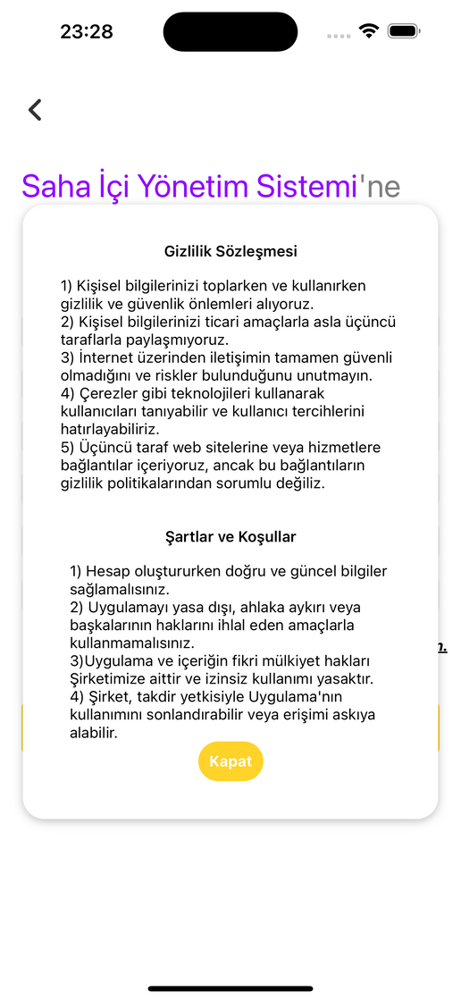 23:28
Saha İçi Yönetim Sistemi'ne
Gizlilik Sözleşmesi
1) Kişisel bilgilerinizi toplarken ve kullanırken
gizlilik ve güvenlik önlemleri alıyoruz.
2) Kişisel bilgilerinizi ticari amaçlarla asla üçüncü
taraflarla paylaşmıyoruz.
3) İnternet üzerinden iletişimin tamamen güvenli
olmadığını ve riskler bulunduğunu unutmayın.
4) Çerezler gibi teknolojileri kullanarak
kullanıcıları tanıyabilir ve kullanıcı tercihlerini
hatırlayabiliriz.
5) Üçüncü taraf web sitelerine veya hizmetlere
bağlantılar içeriyoruz, ancak bu bağlantıların
gizlilik politikalarından sorumlu değiliz.
Şartlar ve Koşullar
1) Hesap oluştururken doğru ve güncel bilgiler
sağlamalısınız.
2) Uygulamayı yasa dışı, ahlaka aykırı veya
başkalarının haklarını ihlal eden amaçlarla
kullanmamalısınız.
3)Uygulama ve içeriğin fikri mülkiyet hakları
Şirketimize aittir ve izinsiz kullanımı yasaktır.
4) Şirket, takdir yetkisiyle Uygulama'nın
kullanımını sonlandırabilir veya erişimi askıya
alabilir.
Kapat